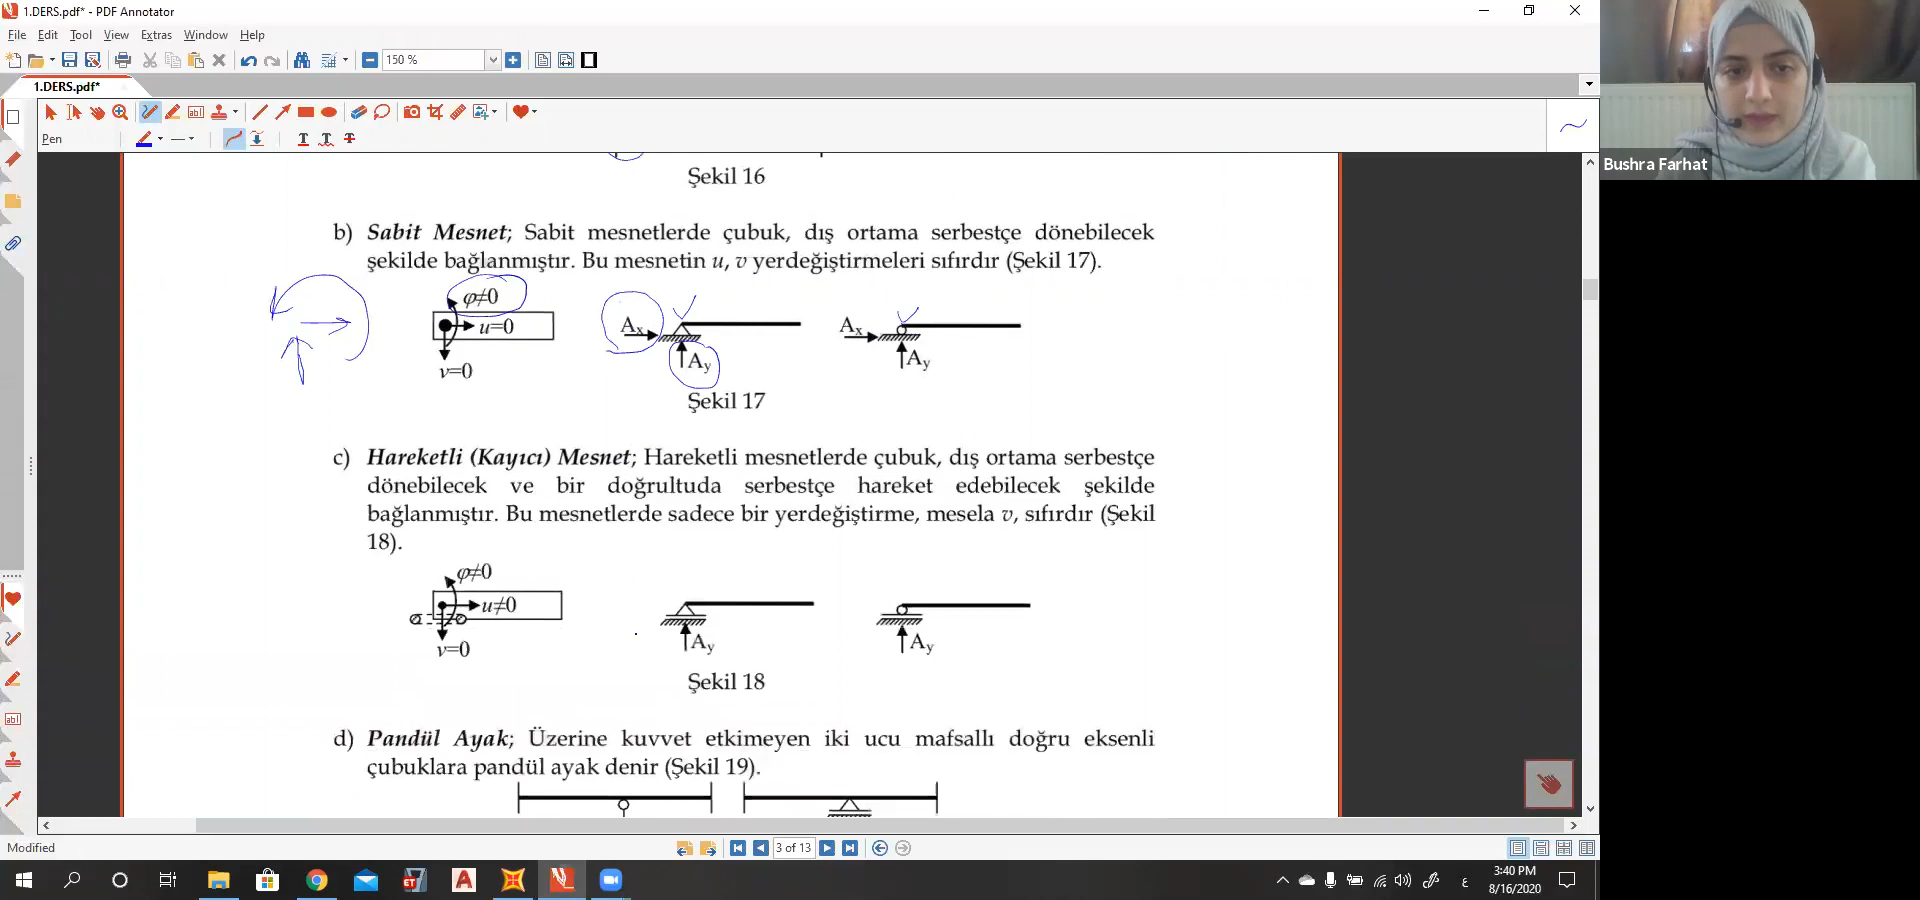 1.DERS.pdf* - PDF Annotator
File Edit Tool View Extras Window Help
150 %
1.DERS.pdf*
Pen
Bushra Farhat
Şekil 16
b) Sabit Mesnet; Sabit mesnetlerde çubuk, dış ortama serbestçe dönebilecek
şekilde bağlanmıştır. Bu mesnetin u, v yerdeğiştirmeleri sıfırdır (Şekil 17).
φ≠0
u=0
v=0
Ax
Ay
Ax
Ay
Şekil 17
c) Hareketli (Kayıcı) Mesnet; Hareketli mesnetlerde çubuk, dış ortama serbestçe
dönebilecek ve bir doğrultuda serbestçe hareket edebilecek şekilde
bağlanmıştır. Bu mesnetlerde sadece bir yerdeğiştirme, mesela v, sıfırdır (Şekil
18).
φ≠0
u≠0
v=0
Ay
Ay
Şekil 18
d) Pandül Ayak; Üzerine kuvvet etkimeyen iki ucu mafsallı doğru eksenli
çubuklara pandül ayak denir (Şekil 19).
Modified
3 of 13
ET
A
ع
3:40 PM
8/16/2020